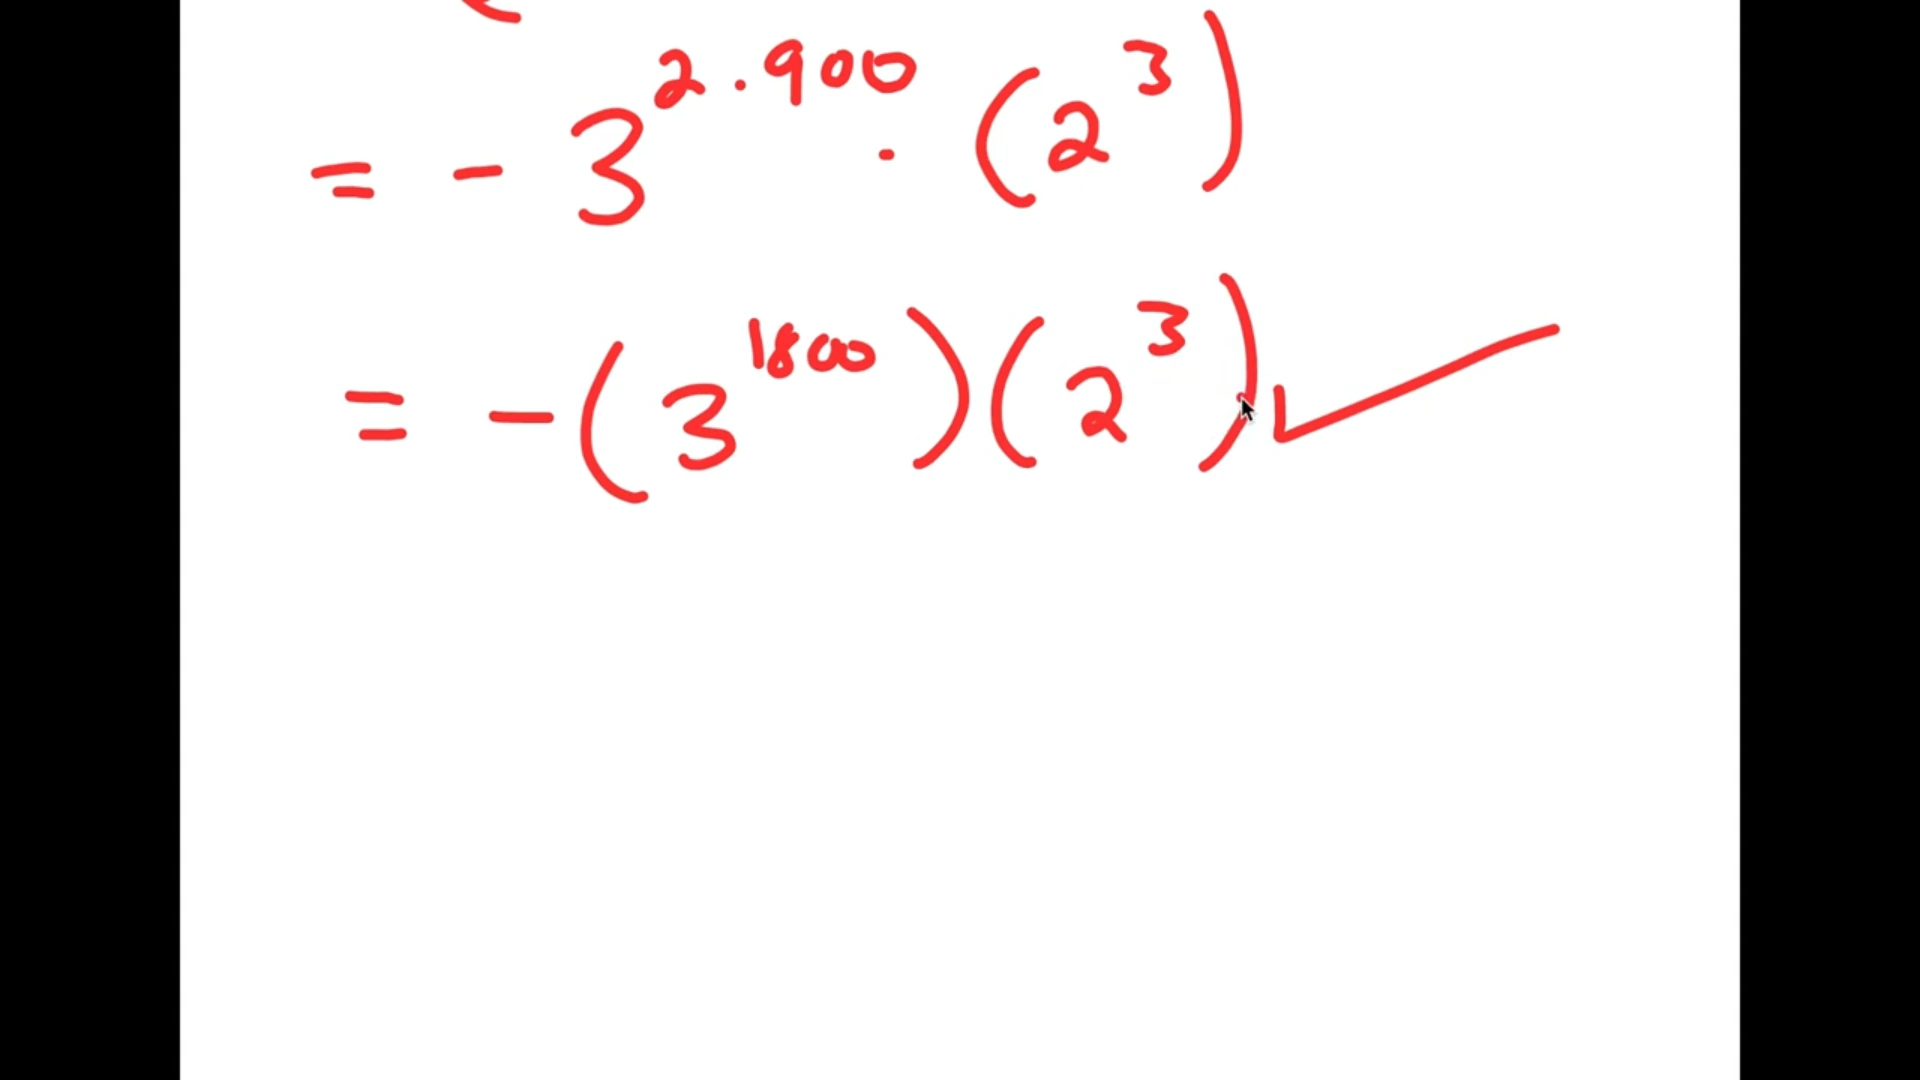 = - 3^{2.900} · (2^3)
= - (3^{1800})(2^3)